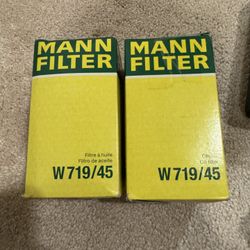 MANN
FILTER
Filtre à huile
Filtro de aceite
W 719/45
MANN
FILTER
Oil filter
W 719/45